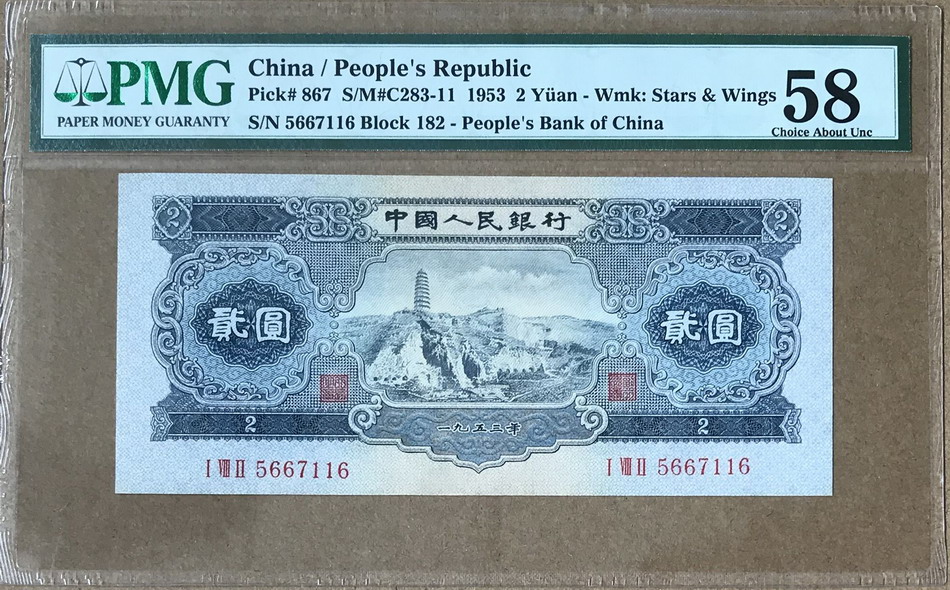 PMG
PAPER MONEY GUARANTY
China / People's Republic
Pick# 867 S/M#C283-11 1953 2 Yüan - Wmk: Stars & Wings
S/N 5667116 Block 182 - People's Bank of China
58
Choice About Unc
2 中國人民銀行 2
貳圓 貳圓
一九五三年
2 2
I VIII II 5667116 I VIII II 5667116